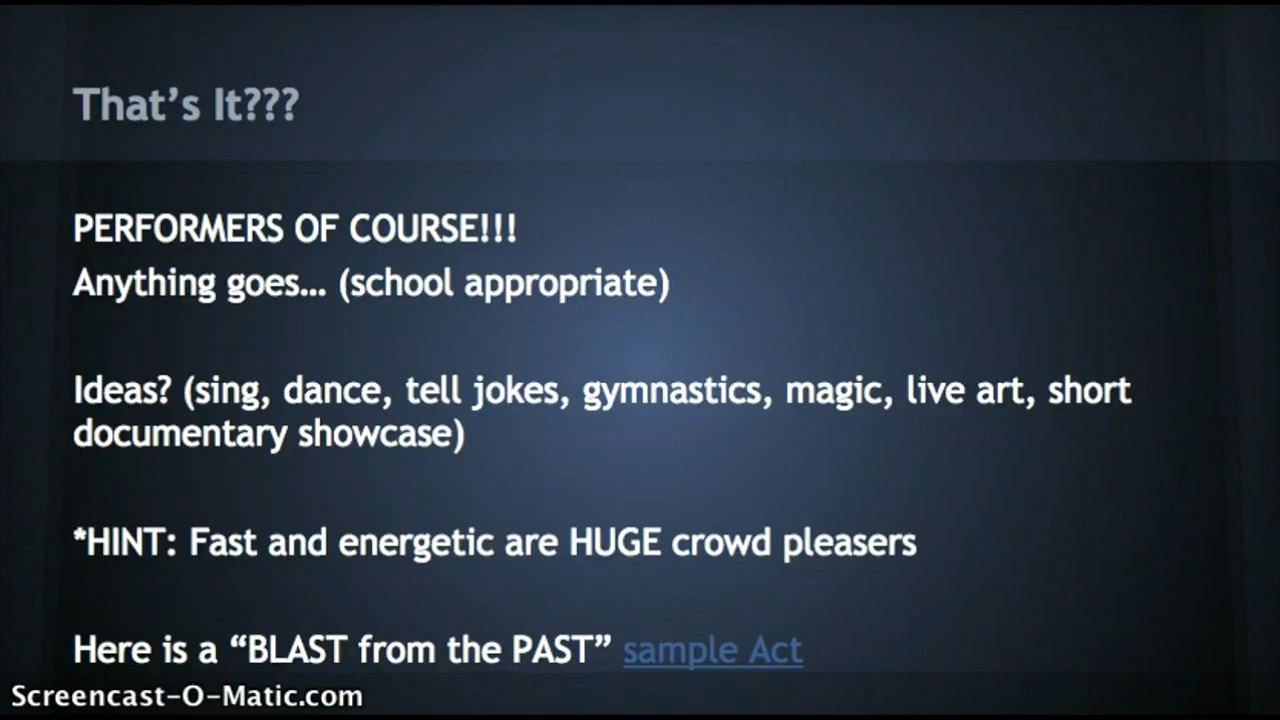 That’s It???
PERFORMERS OF COURSE!!!
Anything goes... (school appropriate)
Ideas? (sing, dance, tell jokes, gymnastics, magic, live art, short
documentary showcase)
*HINT: Fast and energetic are HUGE crowd pleasers
Here is a “BLAST from the PAST” sample Act
Screencast-O-Matic.com